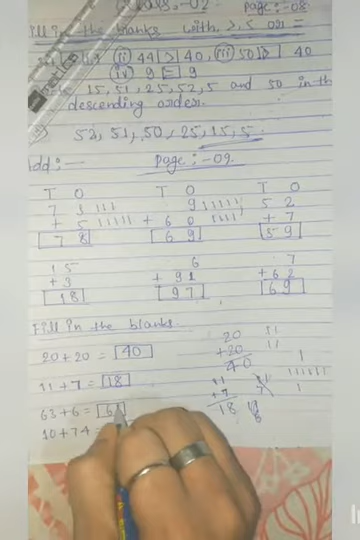 Page:-08
Fill in the blanks with >, < or =
(ii) 44 > 40, (iii) 50 > 40
(iv) 9 = 9
15, 51, 25, 52, 5 and 50 in the
descending order.
52, 51, 50, 25, 15, 5.
Add:— Page:-09
T O T O T O
7 3 9 5 2
+ 5 + 6 0 + 7
7 8 6 9 5 9
15 6 7
+3 +91 +62
18 97 69
Fill in the blanks.
20+20 = 40
11+7 = 18
63+6 = 6
10+74 =
20
+20
40
11
+7
18